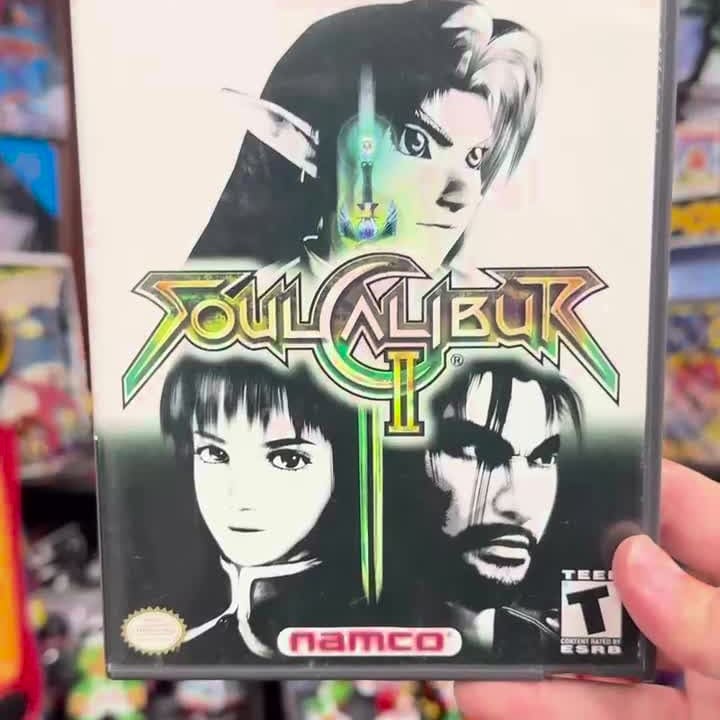 SOULCALIBUR
II ®
TEEN
T
CONTENT RATED BY
ESRB
namco®